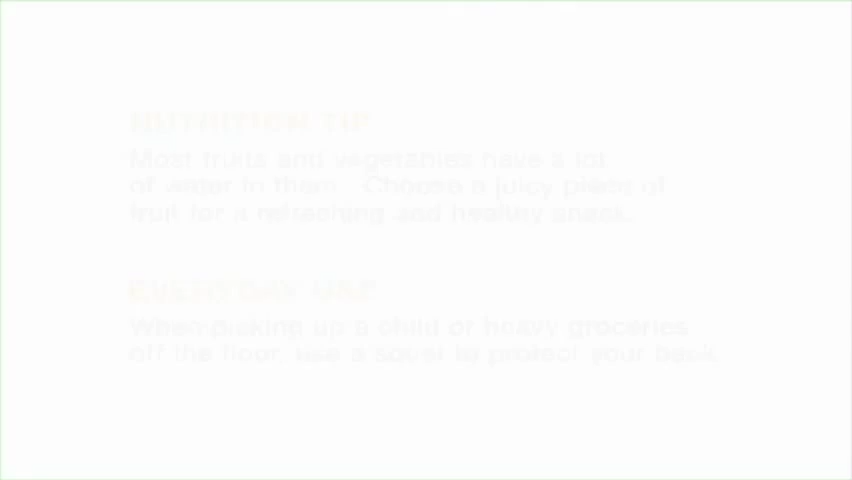 NUTRITION TIP
Most fruits and vegetables have a lot
of water in them. Choose a juicy piece of
fruit for a refreshing and healthy snack.
EVERYDAY USE
When picking up a child or heavy groceries
off the floor, use a squat to protect your back.